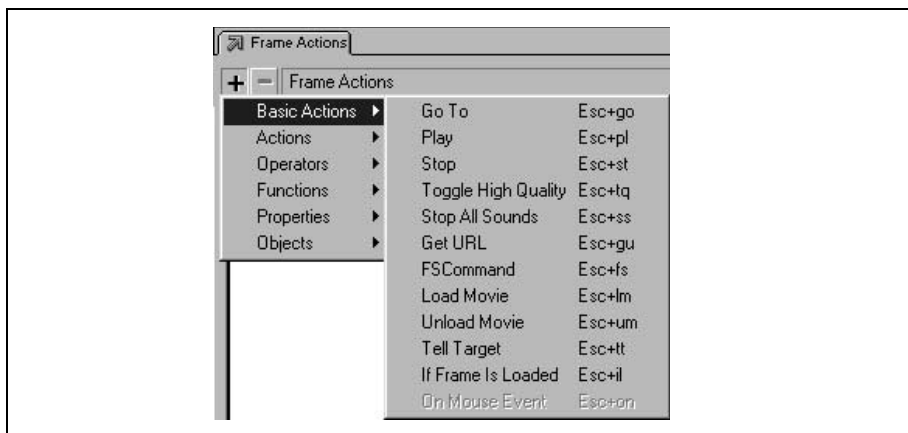 Frame Actions
+ − Frame Actions
Basic Actions
Actions
Operators
Functions
Properties
Objects
Go To Esc+go
Play Esc+pl
Stop Esc+st
Toggle High Quality Esc+tq
Stop All Sounds Esc+ss
Get URL Esc+gu
FSCommand Esc+fs
Load Movie Esc+lm
Unload Movie Esc+um
Tell Target Esc+tt
If Frame Is Loaded Esc+il
On Mouse Event Esc+on